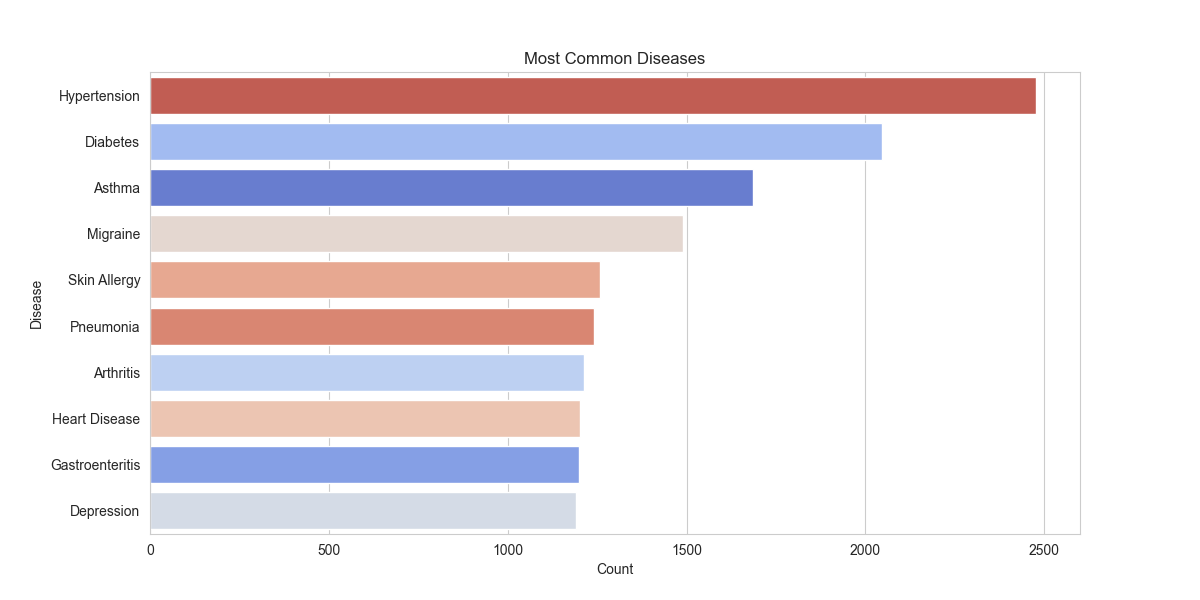 Most Common Diseases
Disease
Hypertension
Diabetes
Asthma
Migraine
Skin Allergy
Pneumonia
Arthritis
Heart Disease
Gastroenteritis
Depression
0 500 1000 1500 2000 2500
Count